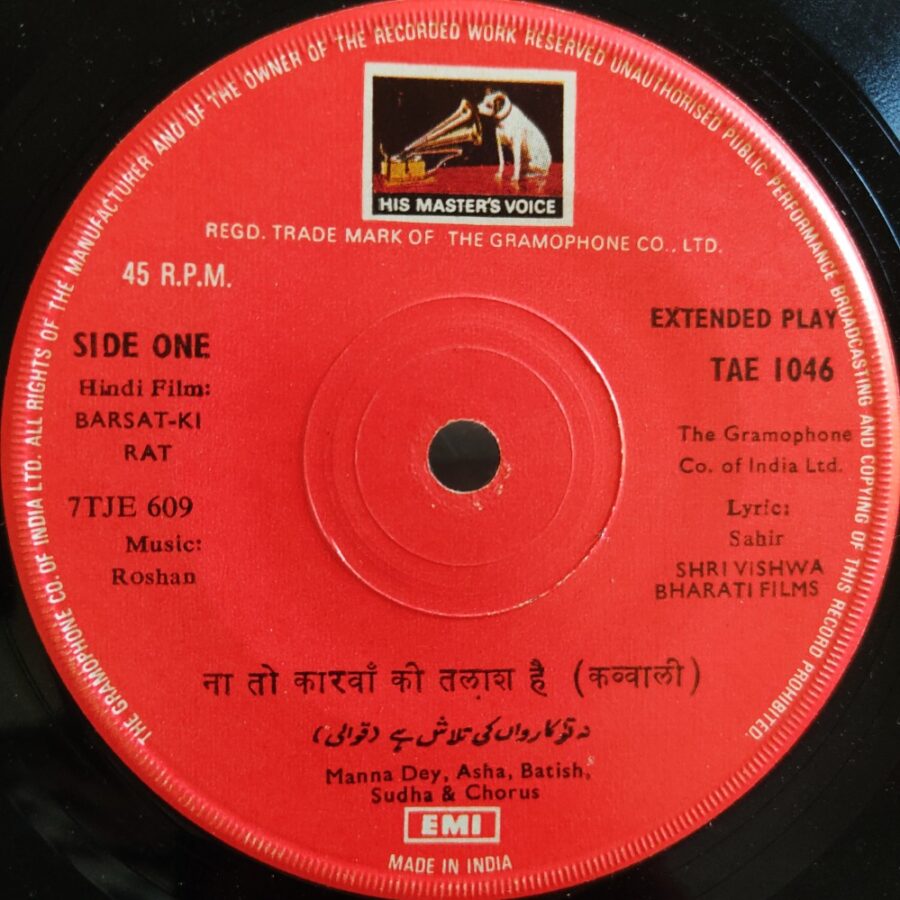 THE GRAMOPHONE CO. OF INDIA LTD. ALL RIGHTS OF THE MANUFACTURER AND OF THE OWNER OF THE RECORDED WORK RESERVED UNAUTHORISED PUBLIC PERFORMANCE BROADCASTING AND COPYING OF THIS RECORD PROHIBITED.
HIS MASTER'S VOICE
REGD. TRADE MARK OF THE GRAMOPHONE CO., LTD.
45 R.P.M.
SIDE ONE
Hindi Film:
BARSAT-KI
RAT
7TJE 609
Music:
Roshan
EXTENDED PLAY
TAE 1046
The Gramophone
Co. of India Ltd.
Lyric:
Sahir
SHRI VISHWA
BHARATI FILMS
ना तो कारवाँ की तलाश है (कव्वाली)
نہ تو کارواں کی تلاش ہے (قوالی)
Manna Dey, Asha, Batish,
Sudha & Chorus
EMI
MADE IN INDIA